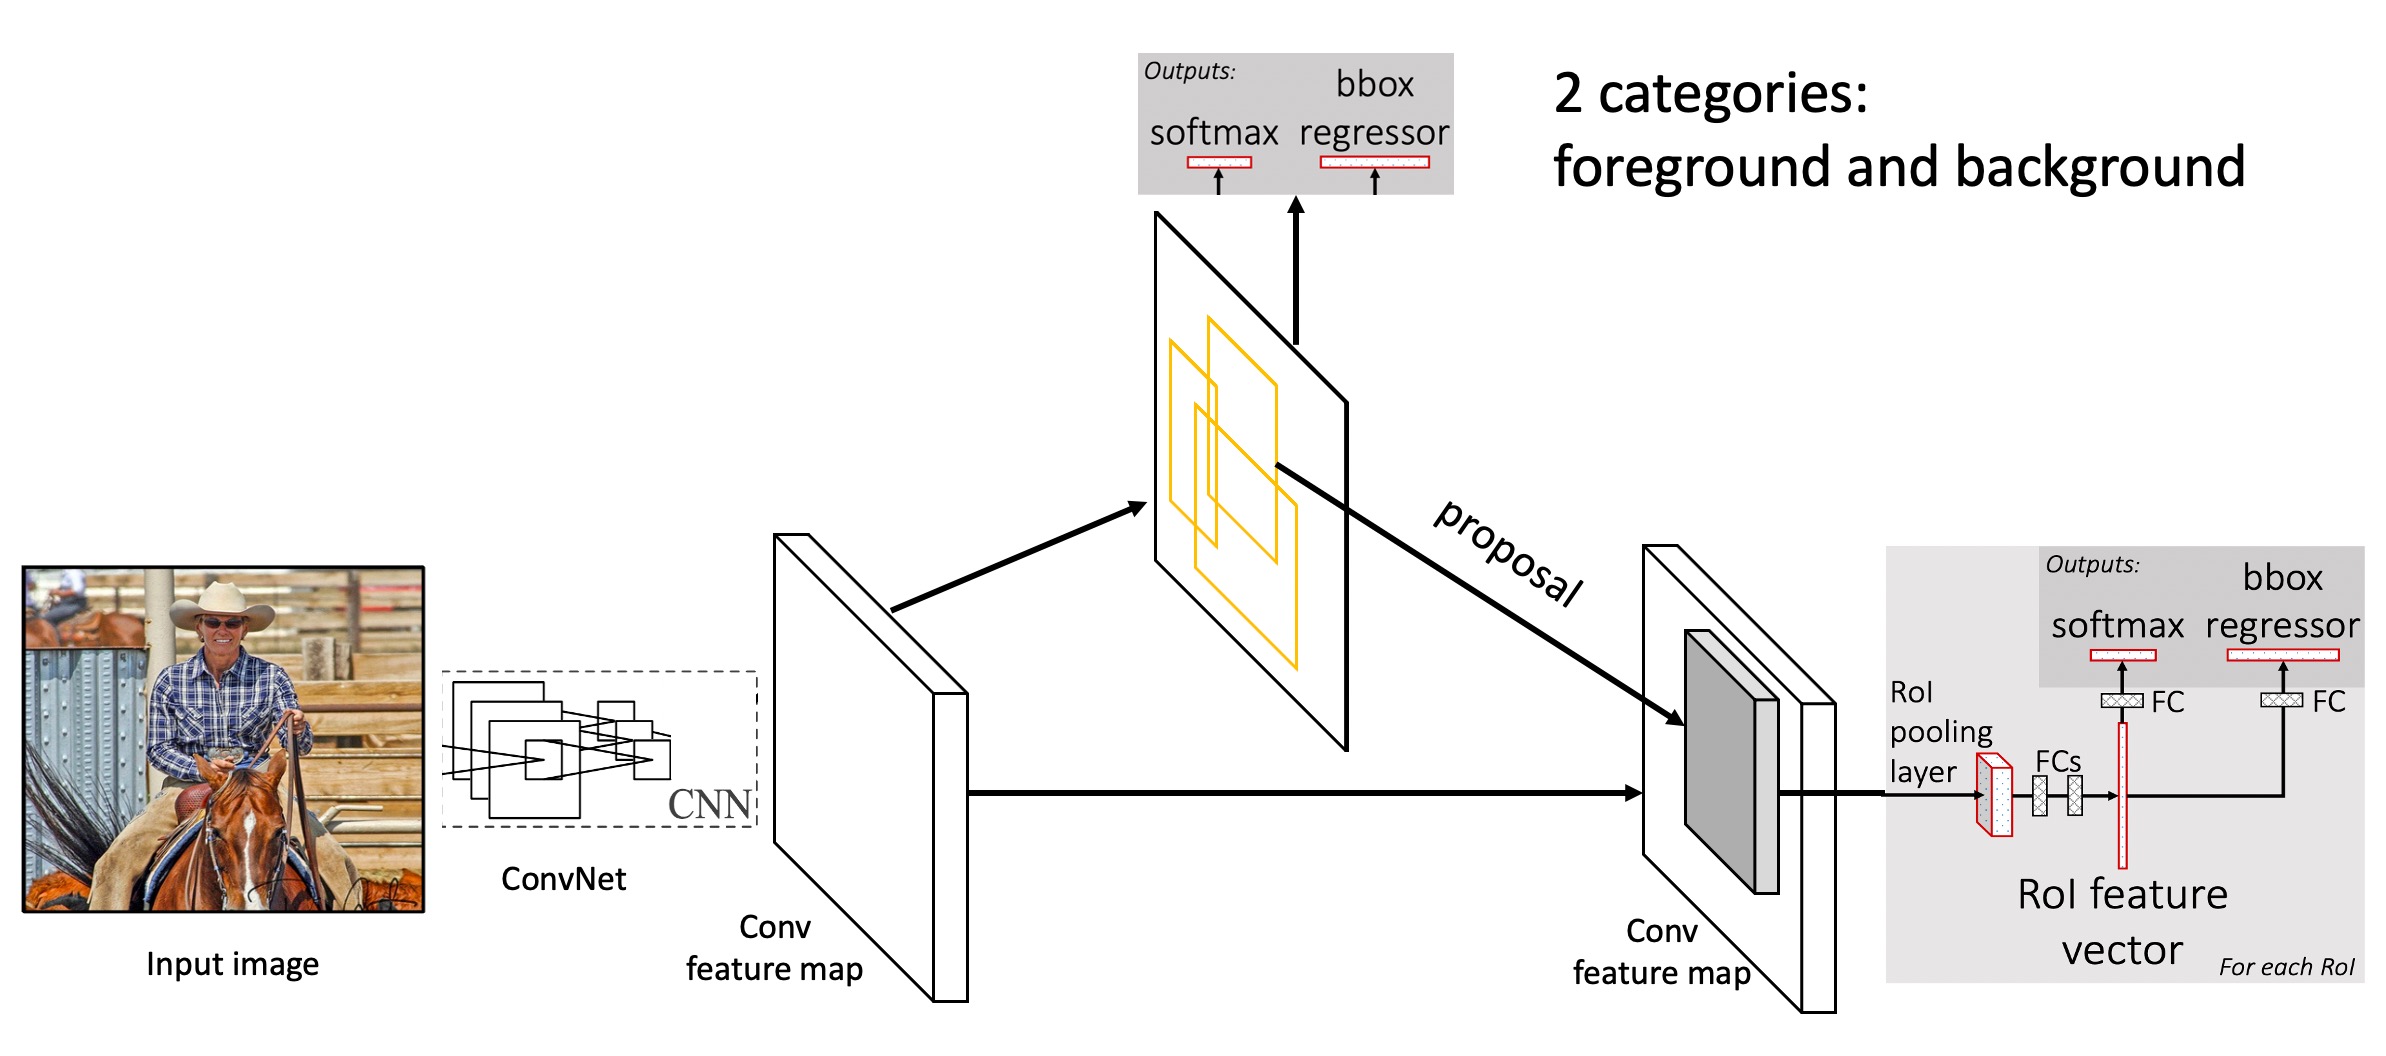 Outputs:
bbox
softmax regressor
2 categories:
foreground and background
proposal
CNN
ConvNet
Input image
Conv
feature map
Conv
feature map
Outputs:
bbox
softmax regressor
FC
FC
RoI
pooling
layer
FCs
RoI feature
vector
For each RoI